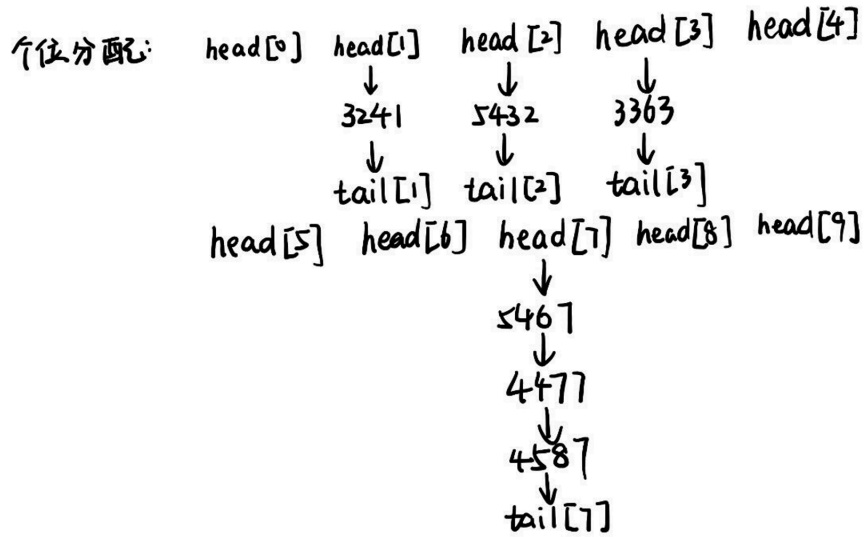 个位分配: head[0] head[1] head[2] head[3] head[4]
↓ ↓ ↓
3241 5432 3363
↓ ↓ ↓
tail[1] tail[2] tail[3]
head[5] head[6] head[7] head[8] head[9]
↓
5467
↓
4477
↓
4587
↓
tail[7]